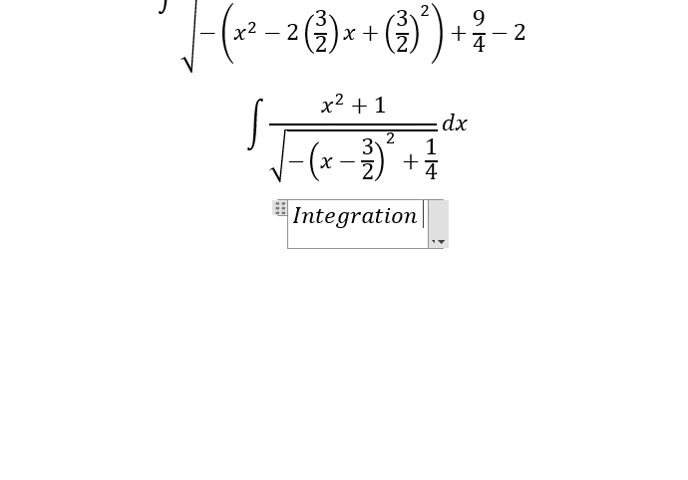 ∫ √(−(x² − 2(3/2)x + (3/2)²) + 9/4 − 2
∫ (x² + 1)/√(−(x − 3/2)² + 1/4) dx
Integration